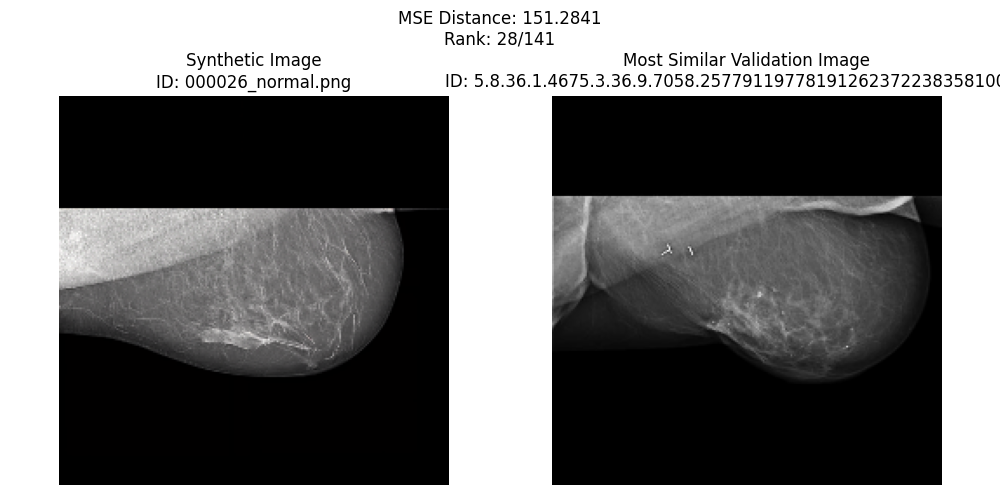 MSE Distance: 151.2841
Rank: 28/141
Synthetic Image
ID: 000026_normal.png
Most Similar Validation Image
ID: 5.8.36.1.4675.3.36.9.7058.25779119778191262372238358100